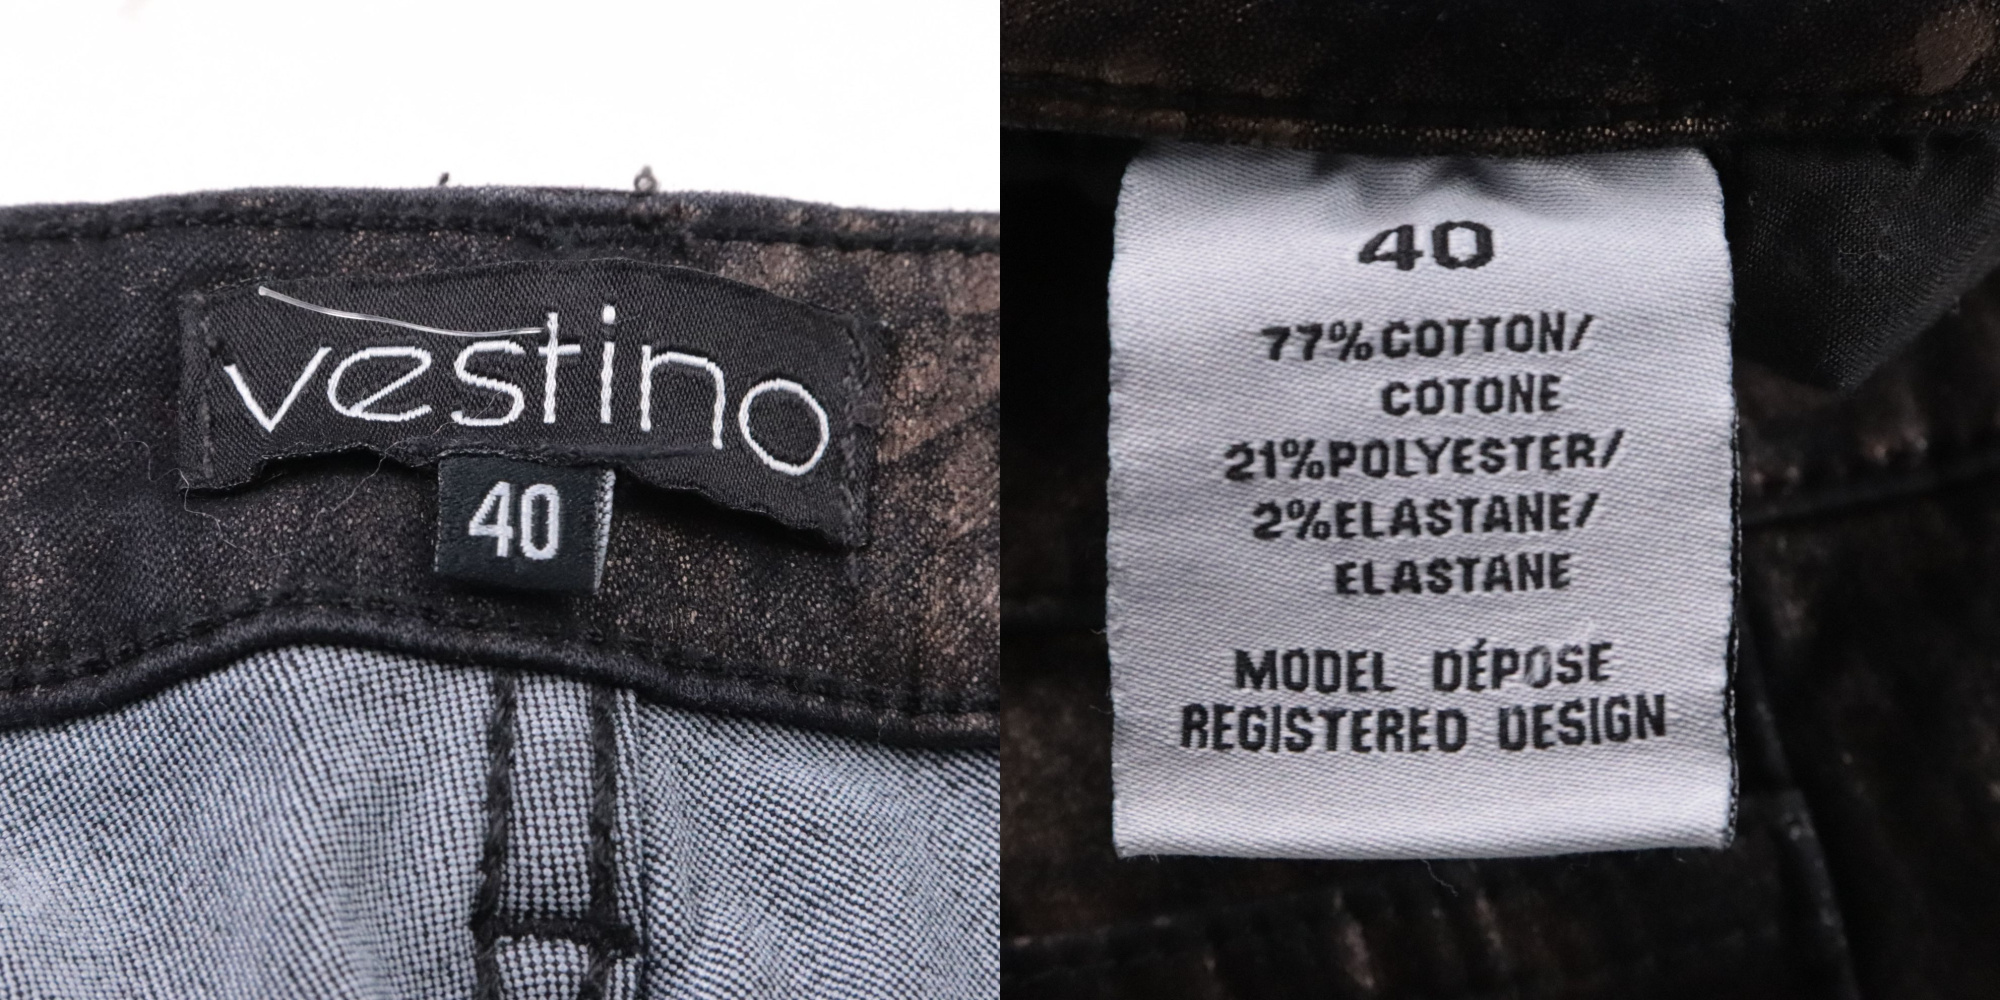 vestino
40
40
77%COTTON/
COTONE
21%POLYESTER/
2%ELASTANE/
ELASTANE
MODEL DÉPOSE
REGISTERED DESIGN